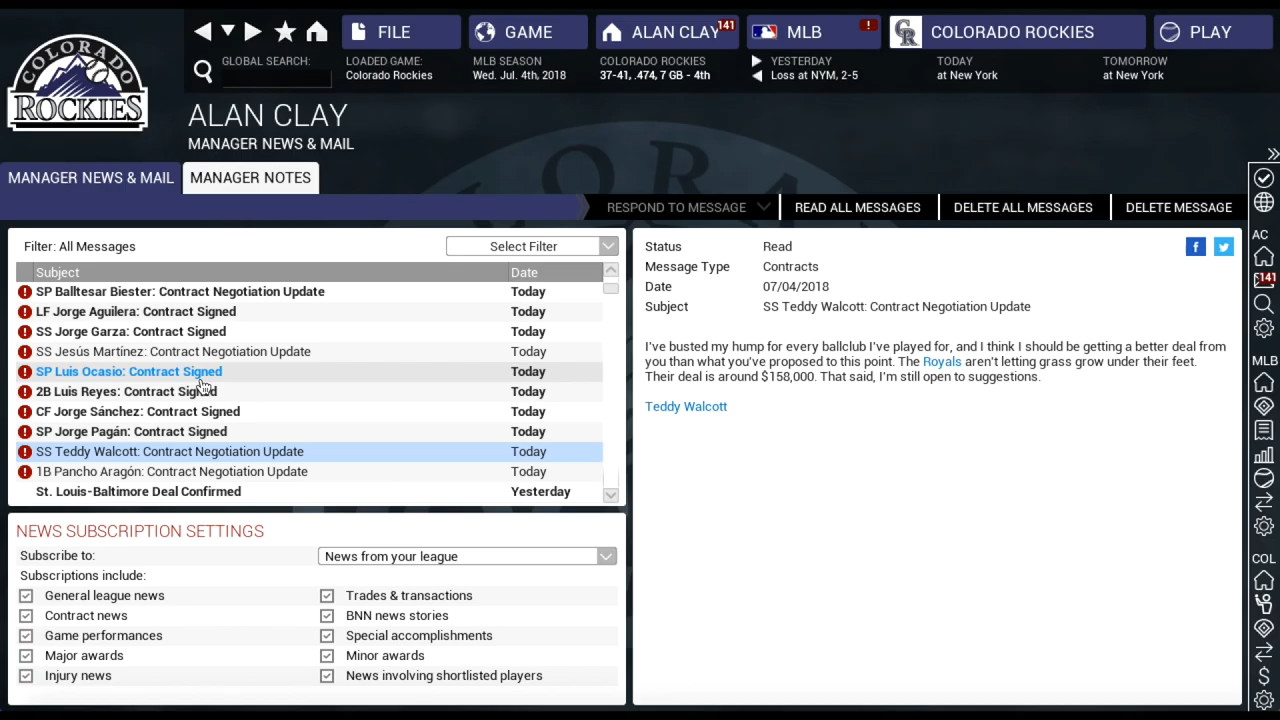 COLORADO
ROCKIES
FILE
GAME
ALAN CLAY
141
MLB
!
CR
COLORADO ROCKIES
PLAY
GLOBAL SEARCH:
LOADED GAME:
Colorado Rockies
MLB SEASON
Wed. Jul. 4th, 2018
COLORADO ROCKIES
37-41, .474, 7 GB - 4th
YESTERDAY
Loss at NYM, 2-5
TODAY
at New York
TOMORROW
at New York
ALAN CLAY
MANAGER NEWS & MAIL
MANAGER NEWS & MAIL
MANAGER NOTES
RESPOND TO MESSAGE
READ ALL MESSAGES
DELETE ALL MESSAGES
DELETE MESSAGE
Filter: All Messages
Select Filter
Subject Date
SP Balltesar Biester: Contract Negotiation Update Today
LF Jorge Aguilera: Contract Signed Today
SS Jorge Garza: Contract Signed Today
SS Jesús Martínez: Contract Negotiation Update Today
SP Luis Ocasio: Contract Signed Today
2B Luis Reyes: Contract Signed Today
CF Jorge Sánchez: Contract Signed Today
SP Jorge Pagán: Contract Signed Today
SS Teddy Walcott: Contract Negotiation Update Today
1B Pancho Aragón: Contract Negotiation Update Today
St. Louis-Baltimore Deal Confirmed Yesterday
NEWS SUBSCRIPTION SETTINGS
Subscribe to: News from your league
Subscriptions include:
General league news Trades & transactions
Contract news BNN news stories
Game performances Special accomplishments
Major awards Minor awards
Injury news News involving shortlisted players
Status Read
Message Type Contracts
Date 07/04/2018
Subject SS Teddy Walcott: Contract Negotiation Update
I've busted my hump for every ballclub I've played for, and I think I should be getting a better deal from
you than what you've proposed to this point. The Royals aren't letting grass grow under their feet.
Their deal is around $158,000. That said, I'm still open to suggestions.
Teddy Walcott
AC
141
MLB
COL